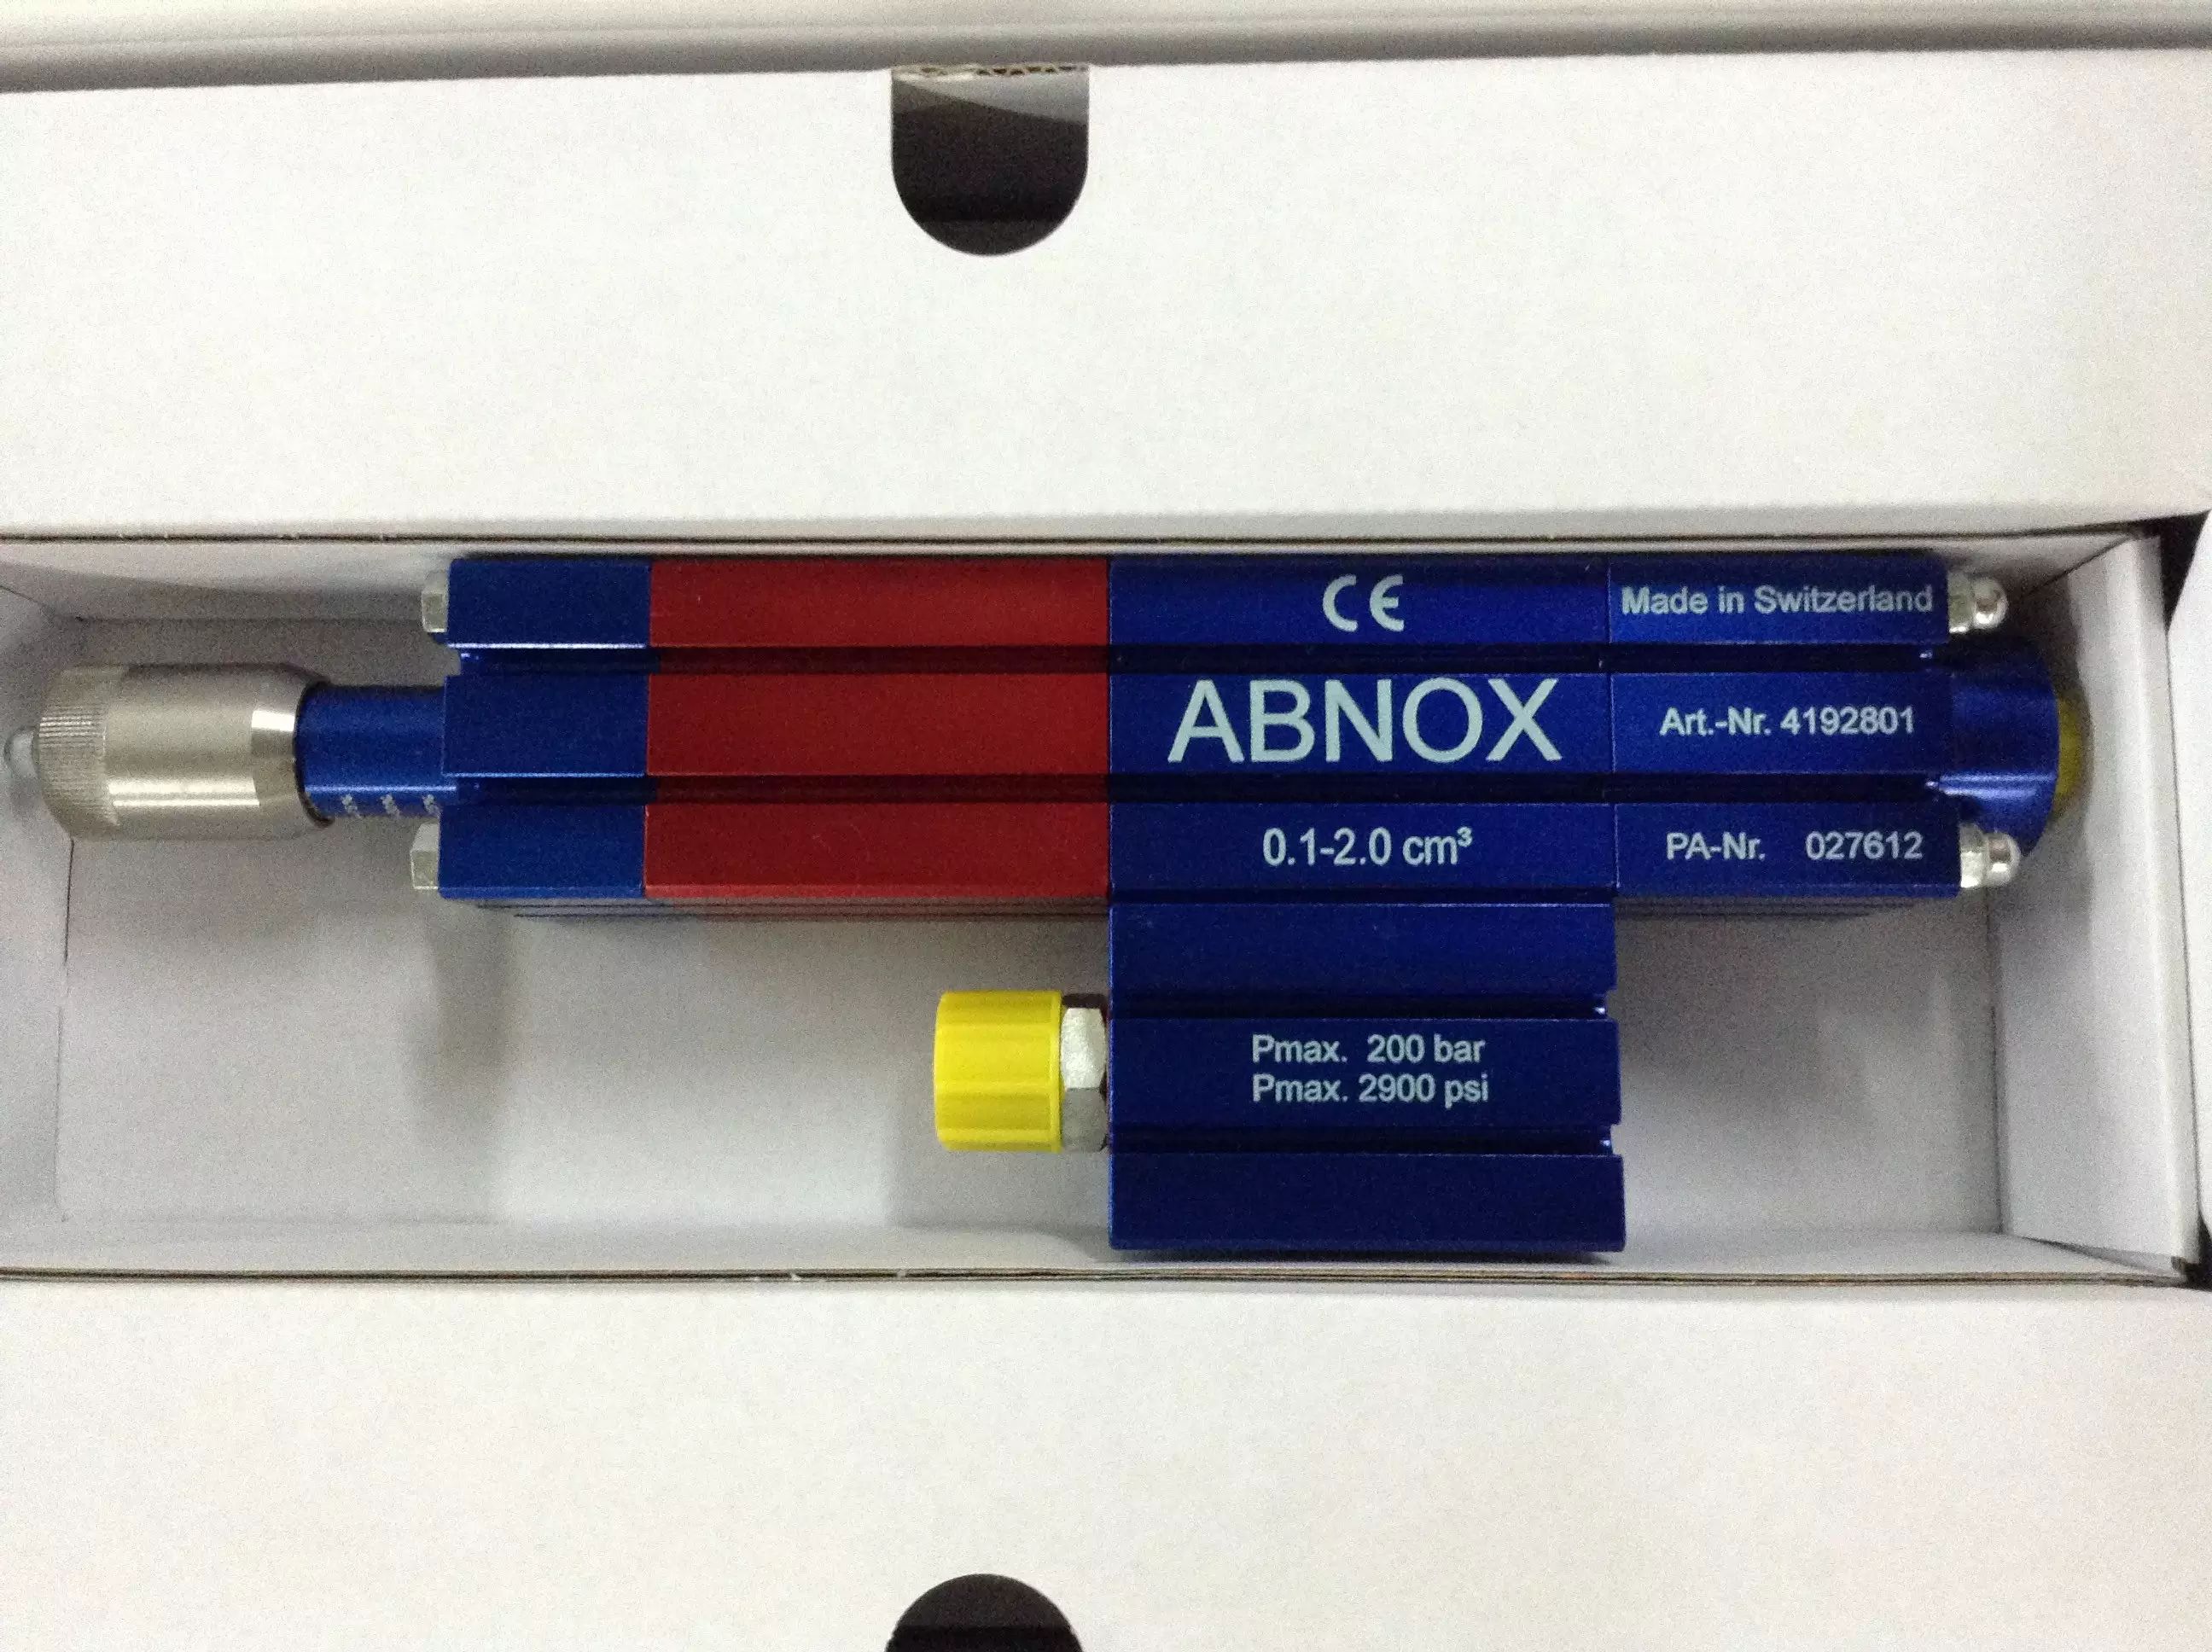 CE
Made in Switzerland
ABNOX
Art.-Nr. 4192801
0.1-2.0 cm³
PA-Nr. 027612
Pmax. 200 bar
Pmax. 2900 psi